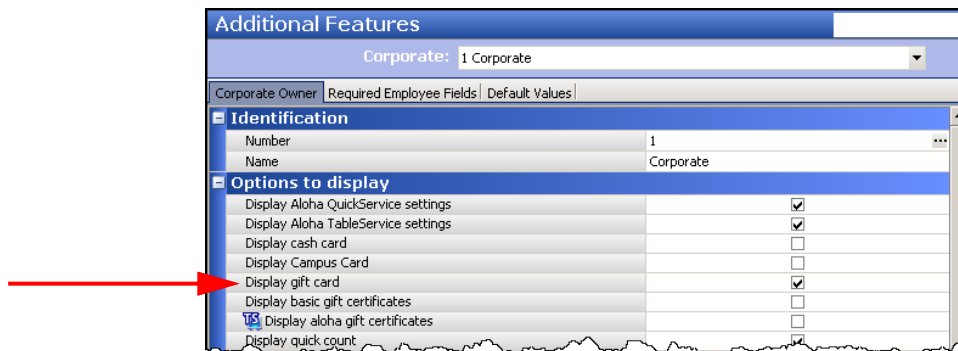 Additional Features
Corporate: 1 Corporate
Corporate Owner Required Employee Fields Default Values
Identification
Number 1 ...
Name Corporate
Options to display
Display Aloha QuickService settings
Display Aloha TableService settings
Display cash card
Display Campus Card
Display gift card
Display basic gift certificates
TS Display aloha gift certificates
Display quick count